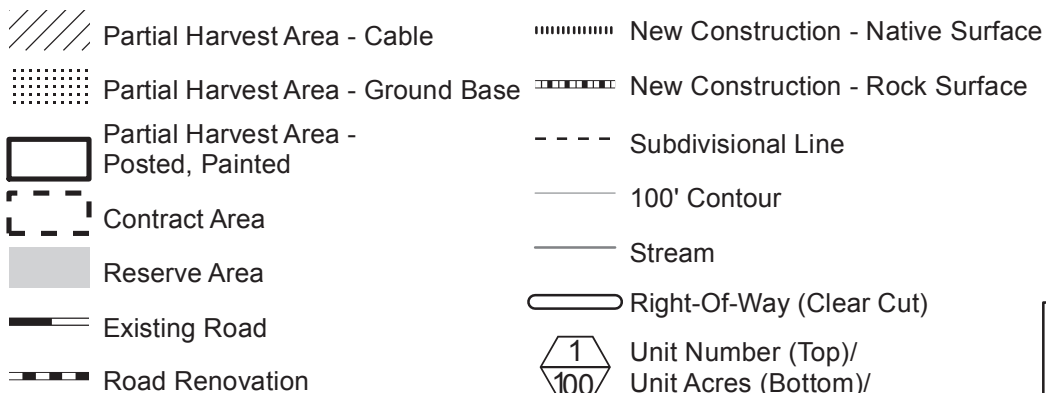 Partial Harvest Area - Cable
Partial Harvest Area - Ground Base
Partial Harvest Area -
Posted, Painted
Contract Area
Reserve Area
Existing Road
Road Renovation
New Construction - Native Surface
New Construction - Rock Surface
Subdivisional Line
100' Contour
Stream
Right-Of-Way (Clear Cut)
1
100
Unit Number (Top)/
Unit Acres (Bottom)/